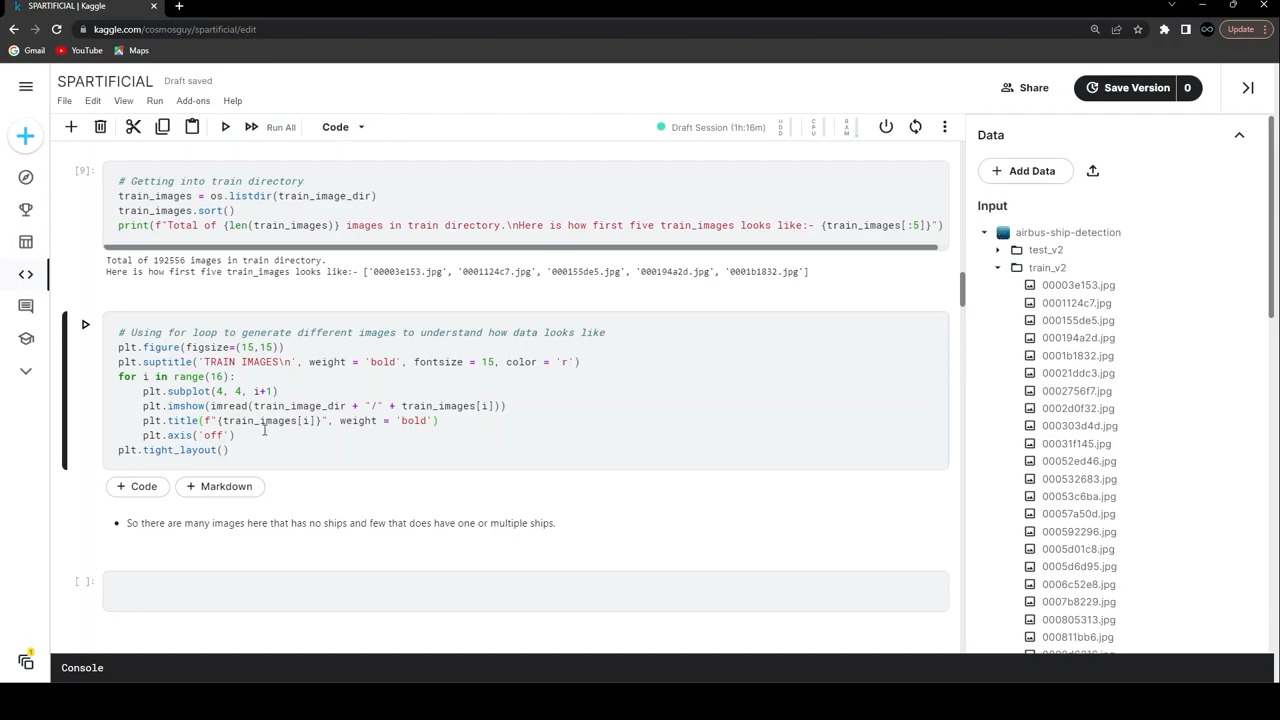 SPARTIFICIAL | Kaggle
kaggle.com/cosmosguy/spartificial/edit
Update
Gmail
YouTube
Maps
SPARTIFICIAL
Draft saved
Share
Save Version
0
File
Edit
View
Run
Add-ons
Help
Run All
Code
Draft Session (1h:16m)
HDD
CPU
RAM
Data
Add Data
Input
airbus-ship-detection
test_v2
train_v2
00003e153.jpg
0001124c7.jpg
000155de5.jpg
000194a2d.jpg
0001b1832.jpg
00021ddc3.jpg
0002756f7.jpg
0002d0f32.jpg
000303d4d.jpg
00031f145.jpg
00052ed46.jpg
000532683.jpg
00053c6ba.jpg
00057a50d.jpg
000592296.jpg
0005d01c8.jpg
0005d6d95.jpg
0006c52e8.jpg
0007b8229.jpg
000805313.jpg
000811bb6.jpg
[9]:
# Getting into train directory
train_images = os.listdir(train_image_dir)
train_images.sort()
print(f"Total of {len(train_images)} images in train directory.\nHere is how first five train_images looks like:- {train_images[:5]}")
Total of 192556 images in train directory.
Here is how first five train_images looks like:- ['00003e153.jpg', '0001124c7.jpg', '000155de5.jpg', '000194a2d.jpg', '0001b1832.jpg']
# Using for loop to generate different images to understand how data looks like
plt.figure(figsize=(15,15))
plt.suptitle('TRAIN IMAGES\n', weight = 'bold', fontsize = 15, color = 'r')
for i in range(16):
plt.subplot(4, 4, i+1)
plt.imshow(imread(train_image_dir + "/" + train_images[i]))
plt.title(f"{train_images[i]}", weight = 'bold')
plt.axis('off')
plt.tight_layout()
+ Code
+ Markdown
• So there are many images here that has no ships and few that does have one or multiple ships.
[ ]:
1
Console